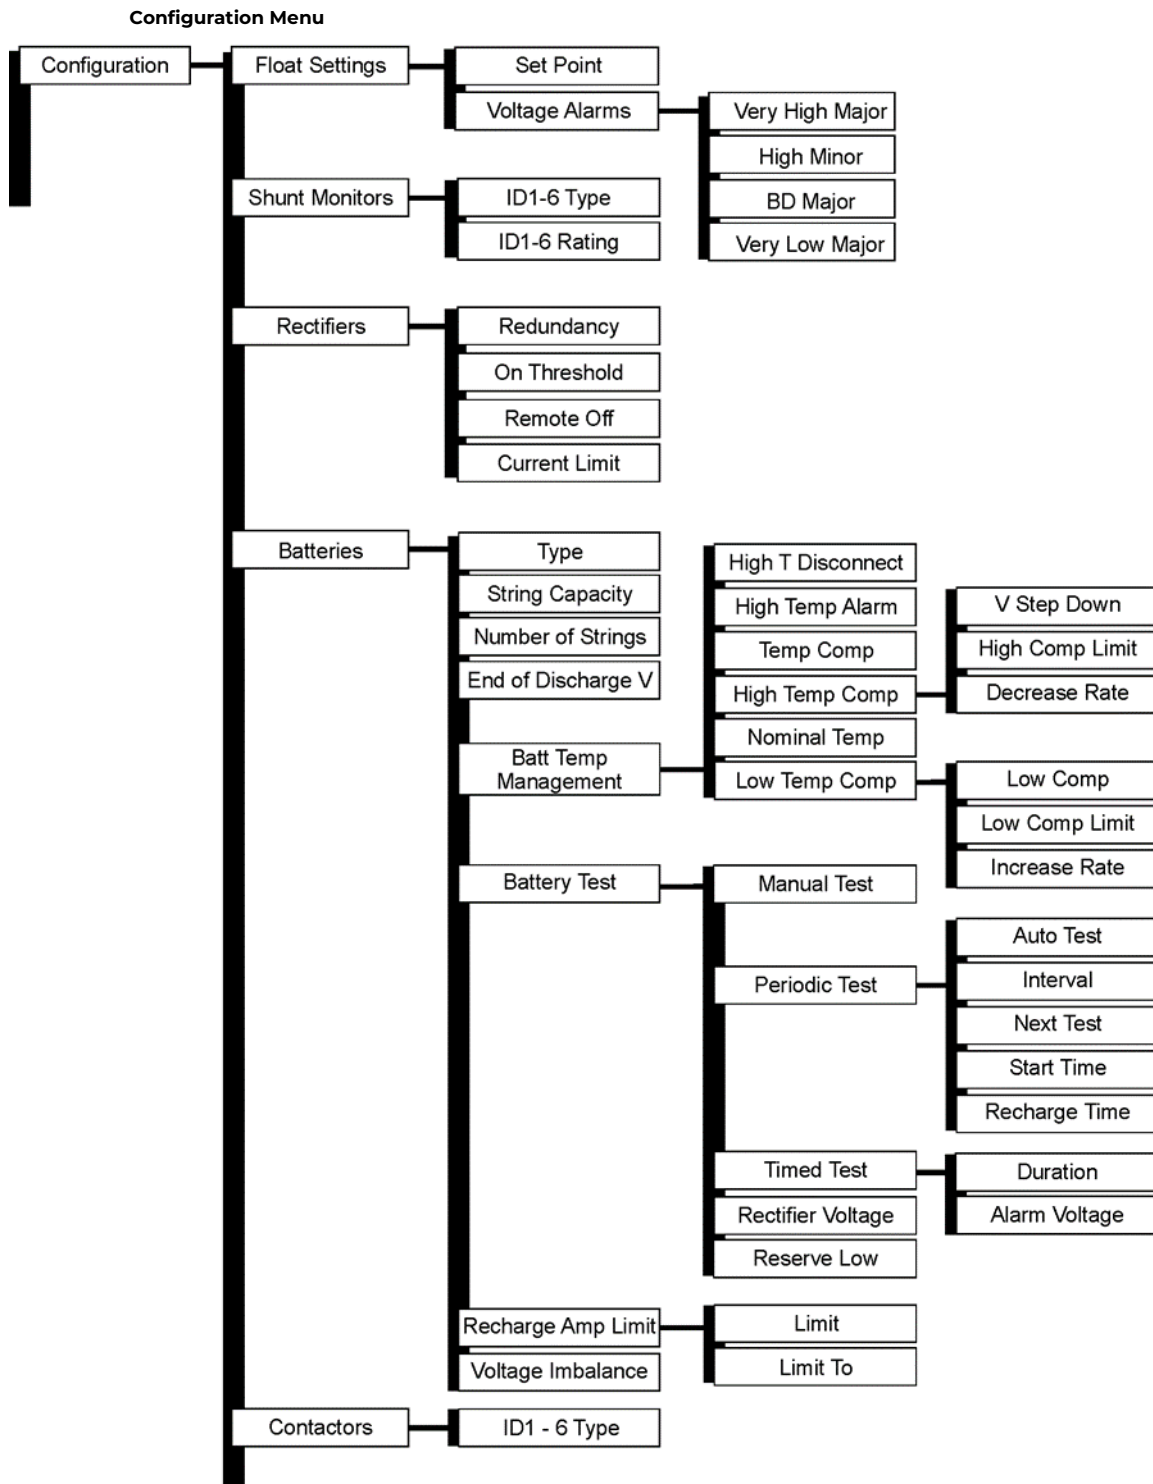 Configuration Menu
Configuration
Float Settings
Set Point
Voltage Alarms
Very High Major
High Minor
BD Major
Very Low Major
Shunt Monitors
ID1-6 Type
ID1-6 Rating
Rectifiers
Redundancy
On Threshold
Remote Off
Current Limit
Batteries
Type
String Capacity
Number of Strings
End of Discharge V
Batt Temp
Management
High T Disconnect
High Temp Alarm
Temp Comp
High Temp Comp
V Step Down
High Comp Limit
Decrease Rate
Nominal Temp
Low Temp Comp
Low Comp
Low Comp Limit
Increase Rate
Battery Test
Manual Test
Periodic Test
Auto Test
Interval
Next Test
Start Time
Recharge Time
Timed Test
Duration
Alarm Voltage
Rectifier Voltage
Reserve Low
Recharge Amp Limit
Limit
Limit To
Voltage Imbalance
Contactors
ID1 - 6 Type